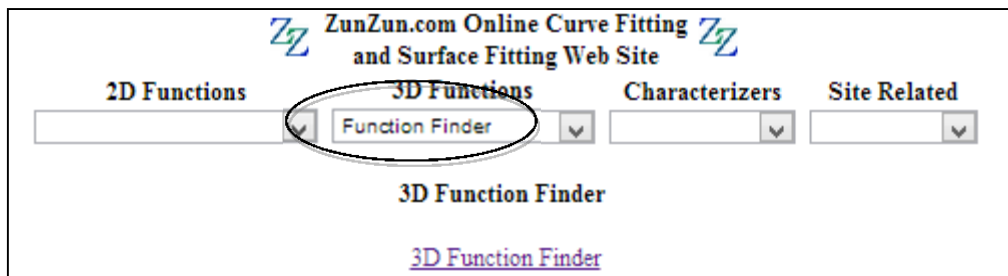 ZunZun.com Online Curve Fitting
and Surface Fitting Web Site
2D Functions 3D Functions Characterizers Site Related
Function Finder
3D Function Finder
3D Function Finder